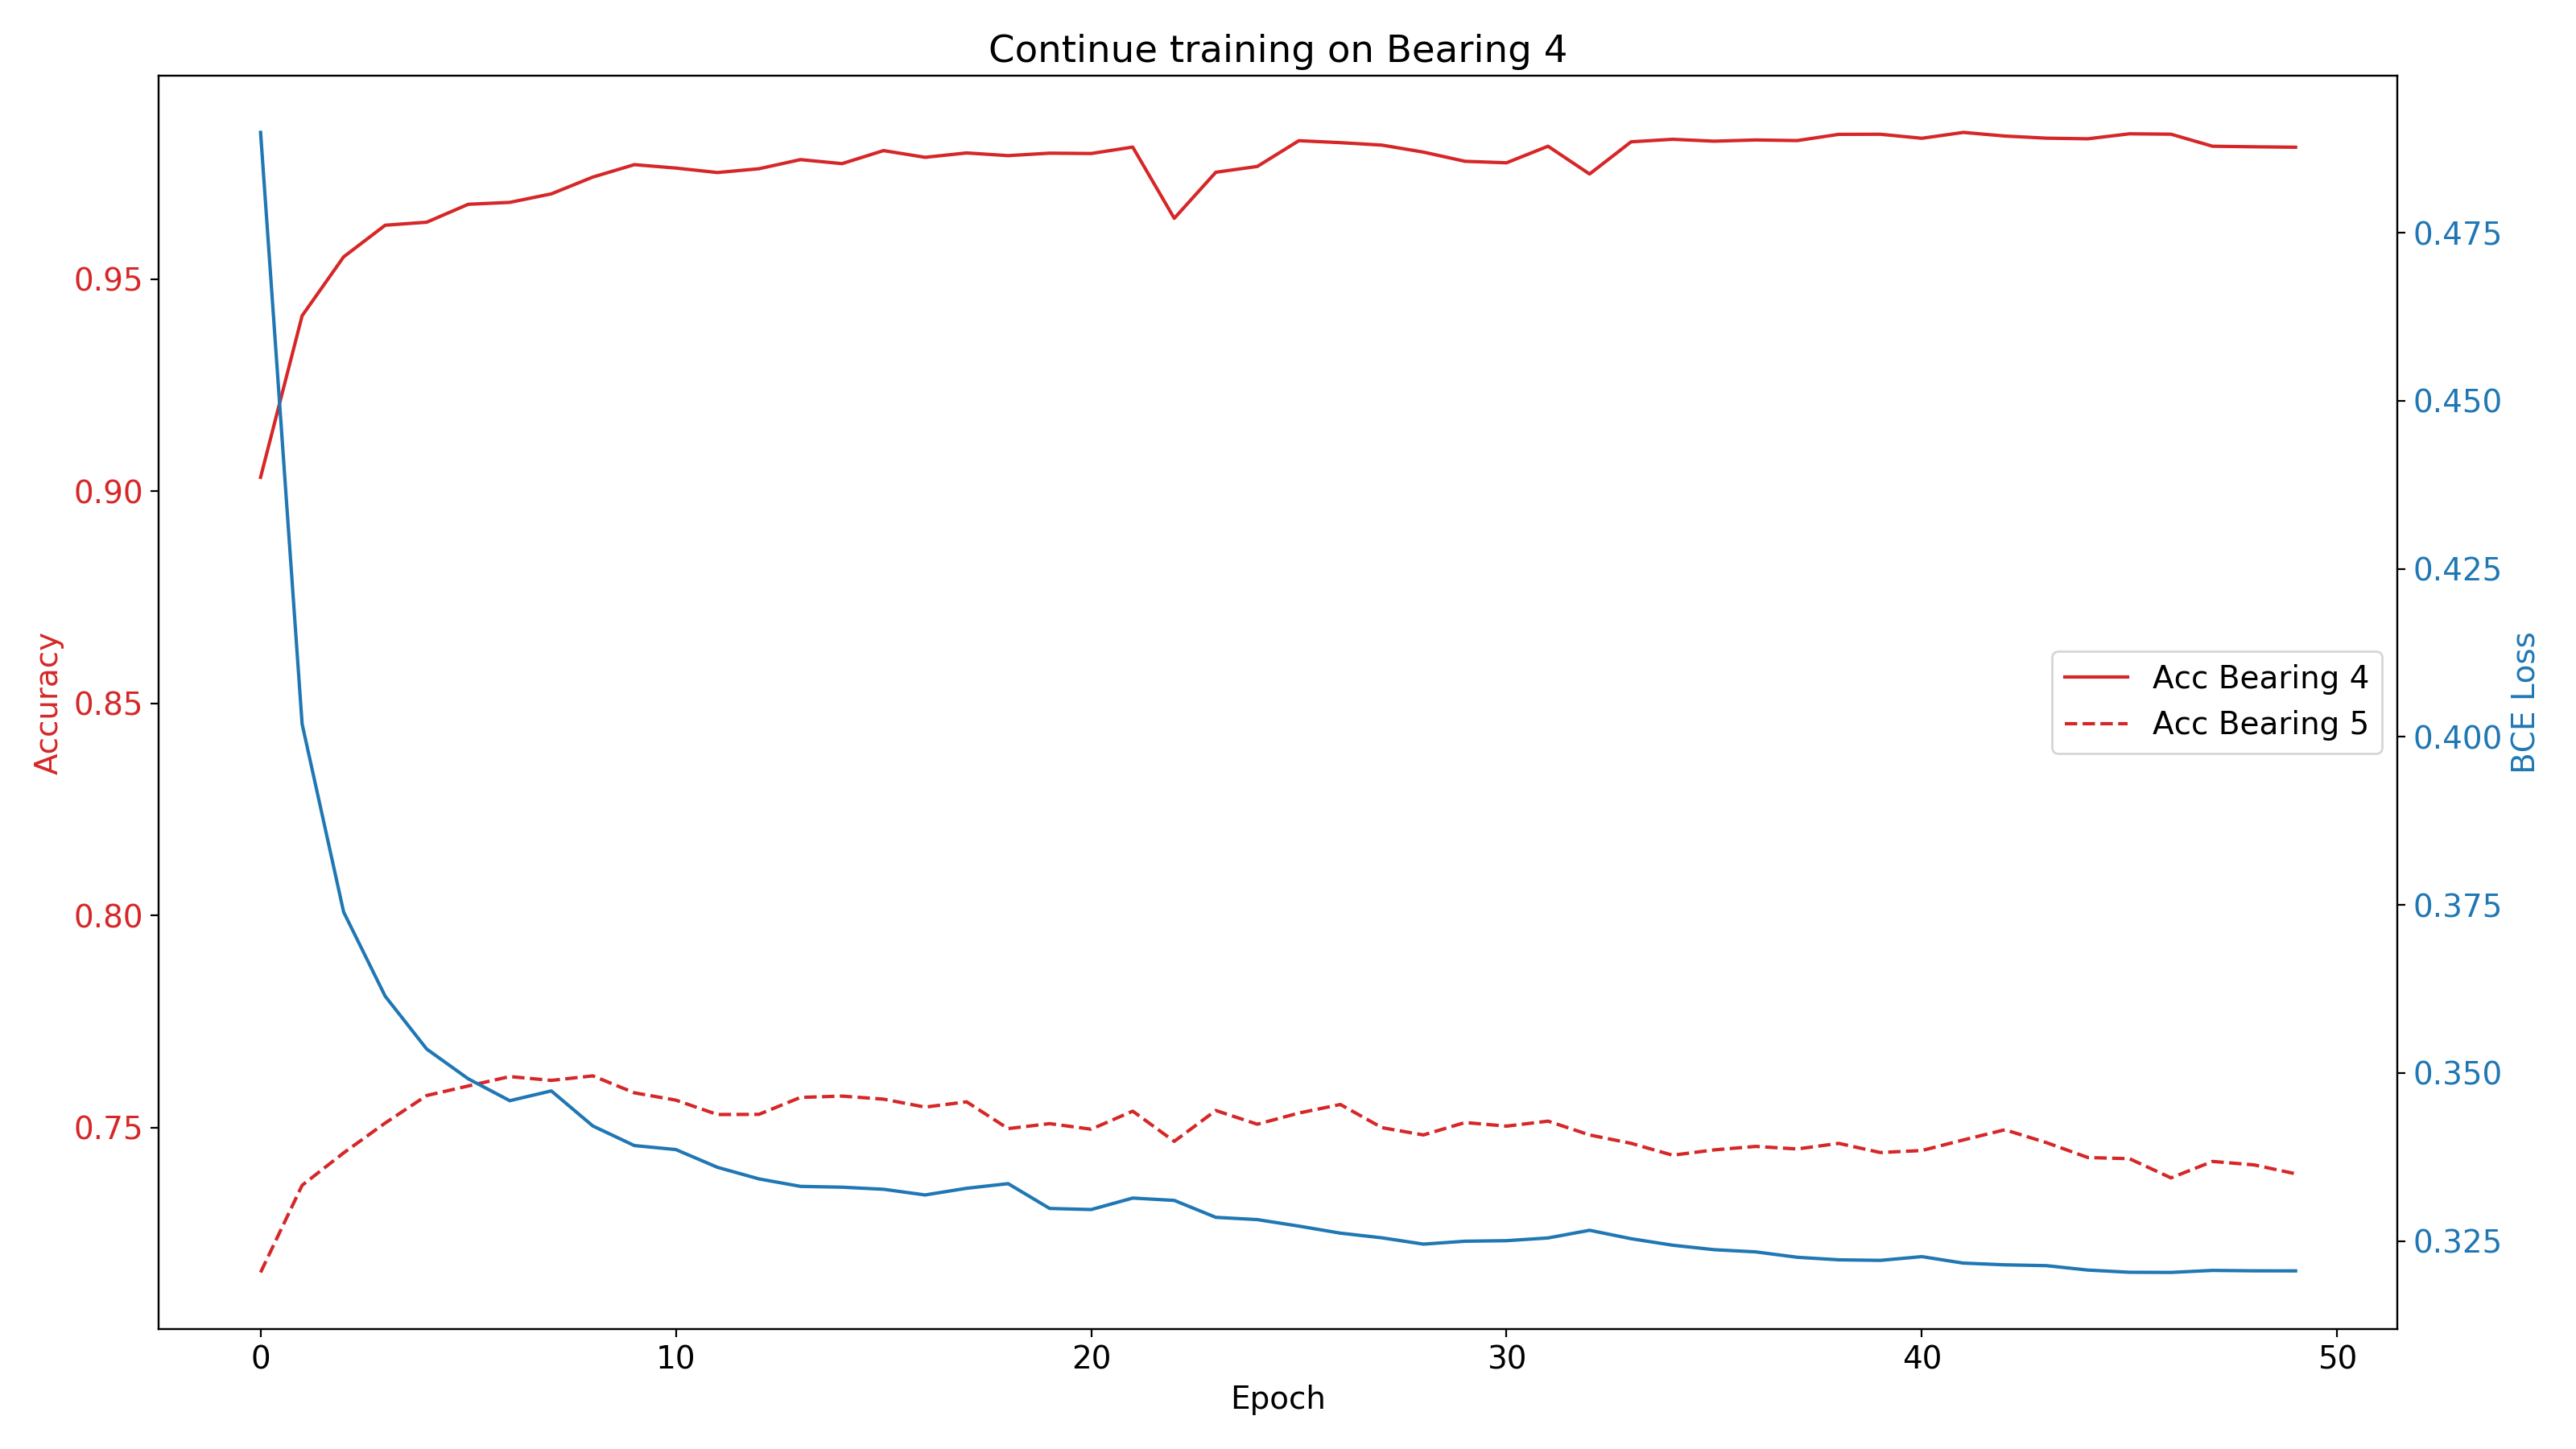 Continue training on Bearing 4
Accuracy
0.95
0.90
0.85
0.80
0.75
0.475
0.450
0.425
0.400
0.375
0.350
0.325
BCE Loss
Acc Bearing 4
Acc Bearing 5
0 10 20 30 40 50
Epoch